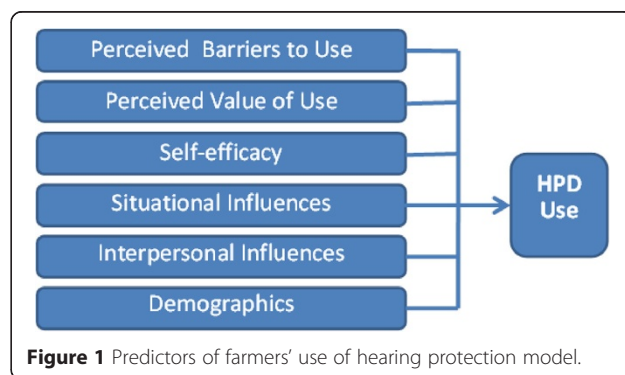 Perceived Barriers to Use
Perceived Value of Use
Self-efficacy
Situational Influences
Interpersonal Influences
Demographics
HPD
Use
Figure 1 Predictors of farmers' use of hearing protection model.